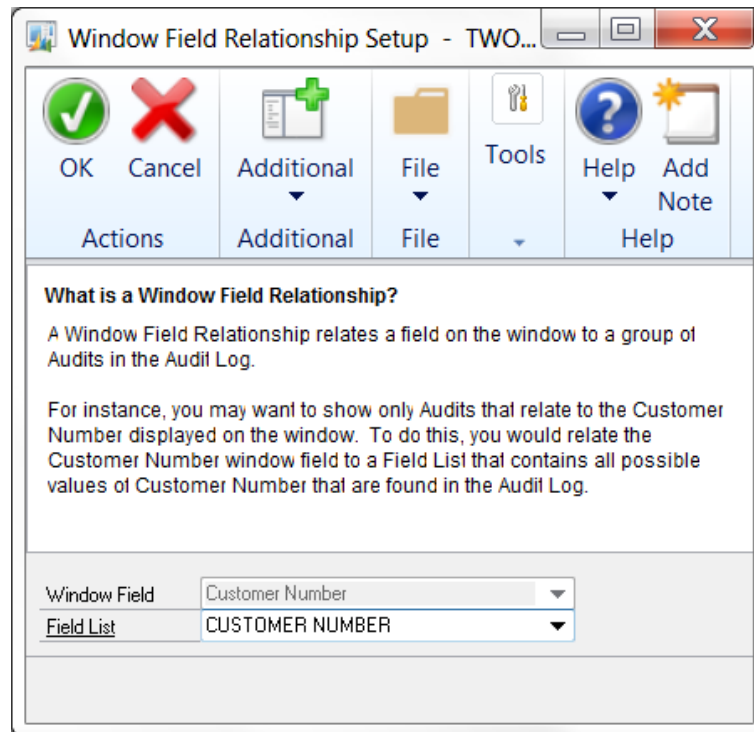 Window Field Relationship Setup - TWO...
OK Cancel Additional File Tools Help Add Note
Actions Additional File Help
What is a Window Field Relationship?
A Window Field Relationship relates a field on the window to a group of
Audits in the Audit Log.
For instance, you may want to show only Audits that relate to the Customer
Number displayed on the window. To do this, you would relate the
Customer Number window field to a Field List that contains all possible
values of Customer Number that are found in the Audit Log.
Window Field Customer Number
Field List CUSTOMER NUMBER